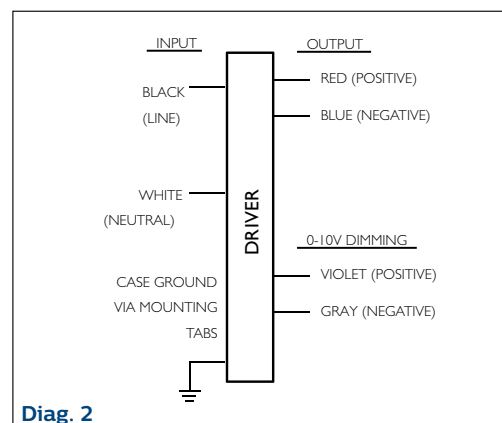 INPUT
BLACK
(LINE)
WHITE
(NEUTRAL)
CASE GROUND
VIA MOUNTING
TABS
DRIVER
OUTPUT
RED (POSITIVE)
BLUE (NEGATIVE)
0-10V DIMMING
VIOLET (POSITIVE)
GRAY (NEGATIVE)
Diag. 2